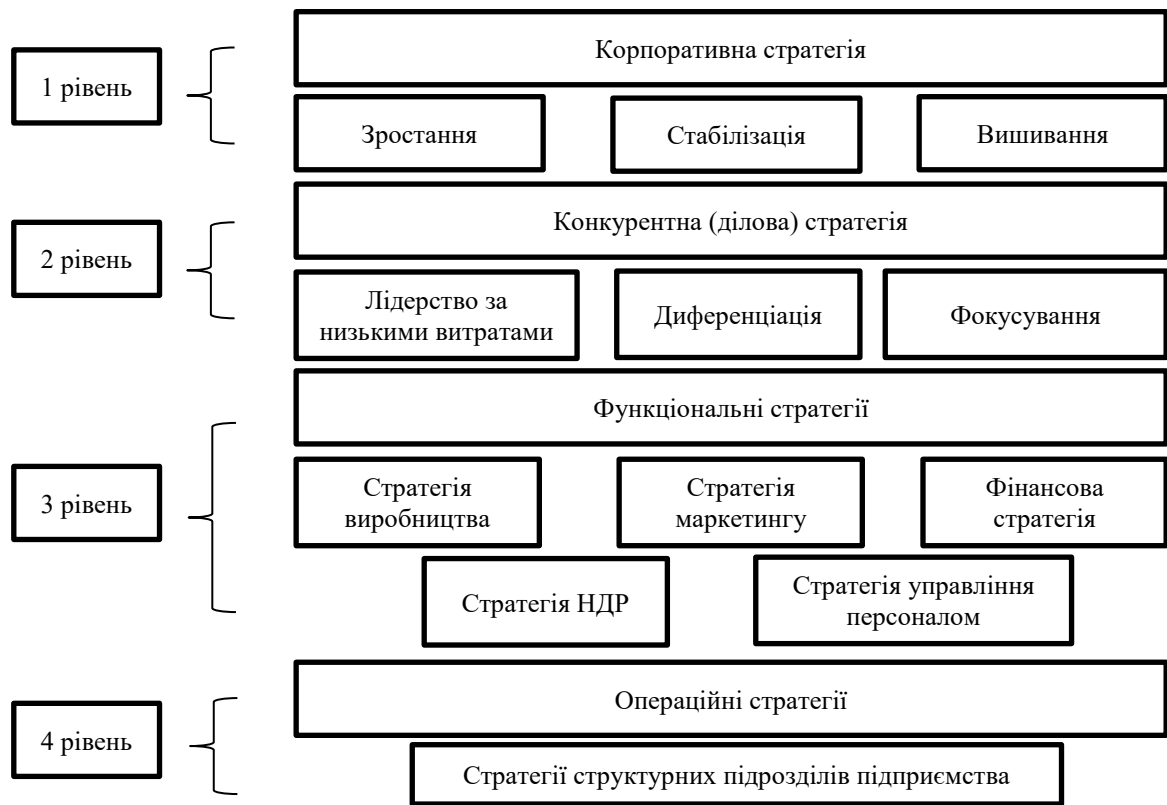 1 рівень
Корпоративна стратегія
Зростання
Стабілізація
Вишивання
2 рівень
Конкурентна (ділова) стратегія
Лідерство за
низькими витратами
Диференціація
Фокусування
3 рівень
Функціональні стратегії
Стратегія
виробництва
Стратегія
маркетингу
Фінансова
стратегія
Стратегія НДР
Стратегія управління
персоналом
4 рівень
Операційні стратегії
Стратегії структурних підрозділів підприємства